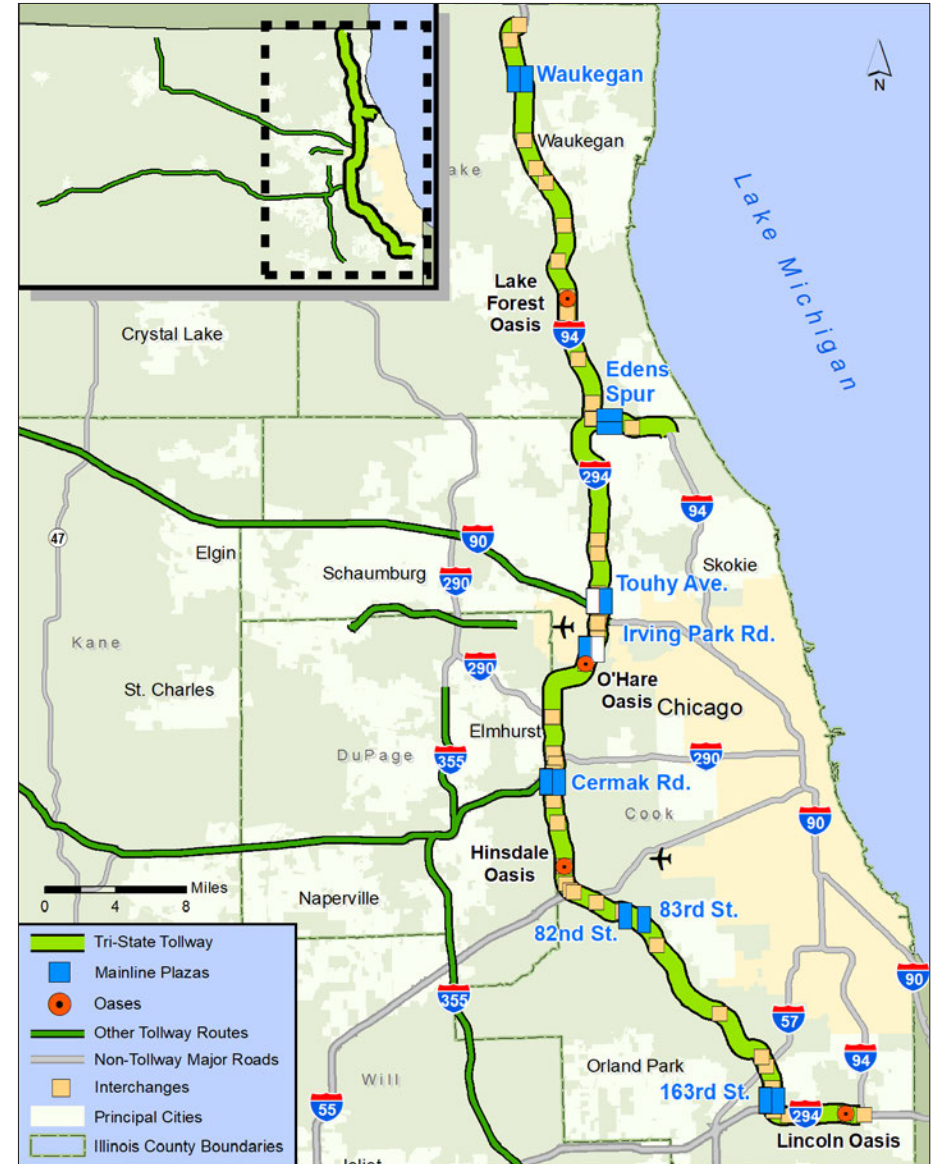 Waukegan
N
Waukegan
ake
Lake Michigan
Lake
Forest
Oasis
94
Crystal Lake
Edens
Spur
294
94
47
90
Elgin
Skokie
Schaumburg
290
Touhy Ave.
Irving Park Rd.
Kane
290
O'Hare
Oasis
St. Charles
Chicago
Elmhurst
DuPage
355
290
Cermak Rd.
Cook
90
Hinsdale
Oasis
Miles
0 4 8
Naperville
83rd St.
82nd St.
Tri-State Tollway
Mainline Plazas
Oases
Other Tollway Routes
Non-Tollway Major Roads
Interchanges
Principal Cities
Illinois County Boundaries
355
90
57
94
Orland Park
Will
163rd St.
55
294
Lincoln Oasis